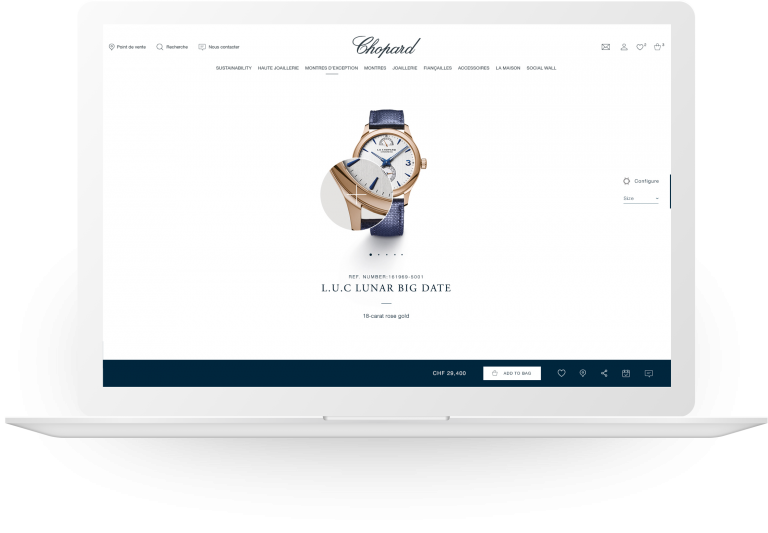 Point de vente Recherche Nous contacter
Chopard
2 3
SUSTAINABILITY HAUTE JOAILLERIE MONTRES D'EXCEPTION MONTRES JOAILLERIE FIANÇAILLES ACCESSOIRES LA MAISON SOCIAL WALL
3
Configure
Size
REF. NUMBER:161969-5001
L.U.C LUNAR BIG DATE
18-carat rose gold
CHF 29,400 ADD TO BAG